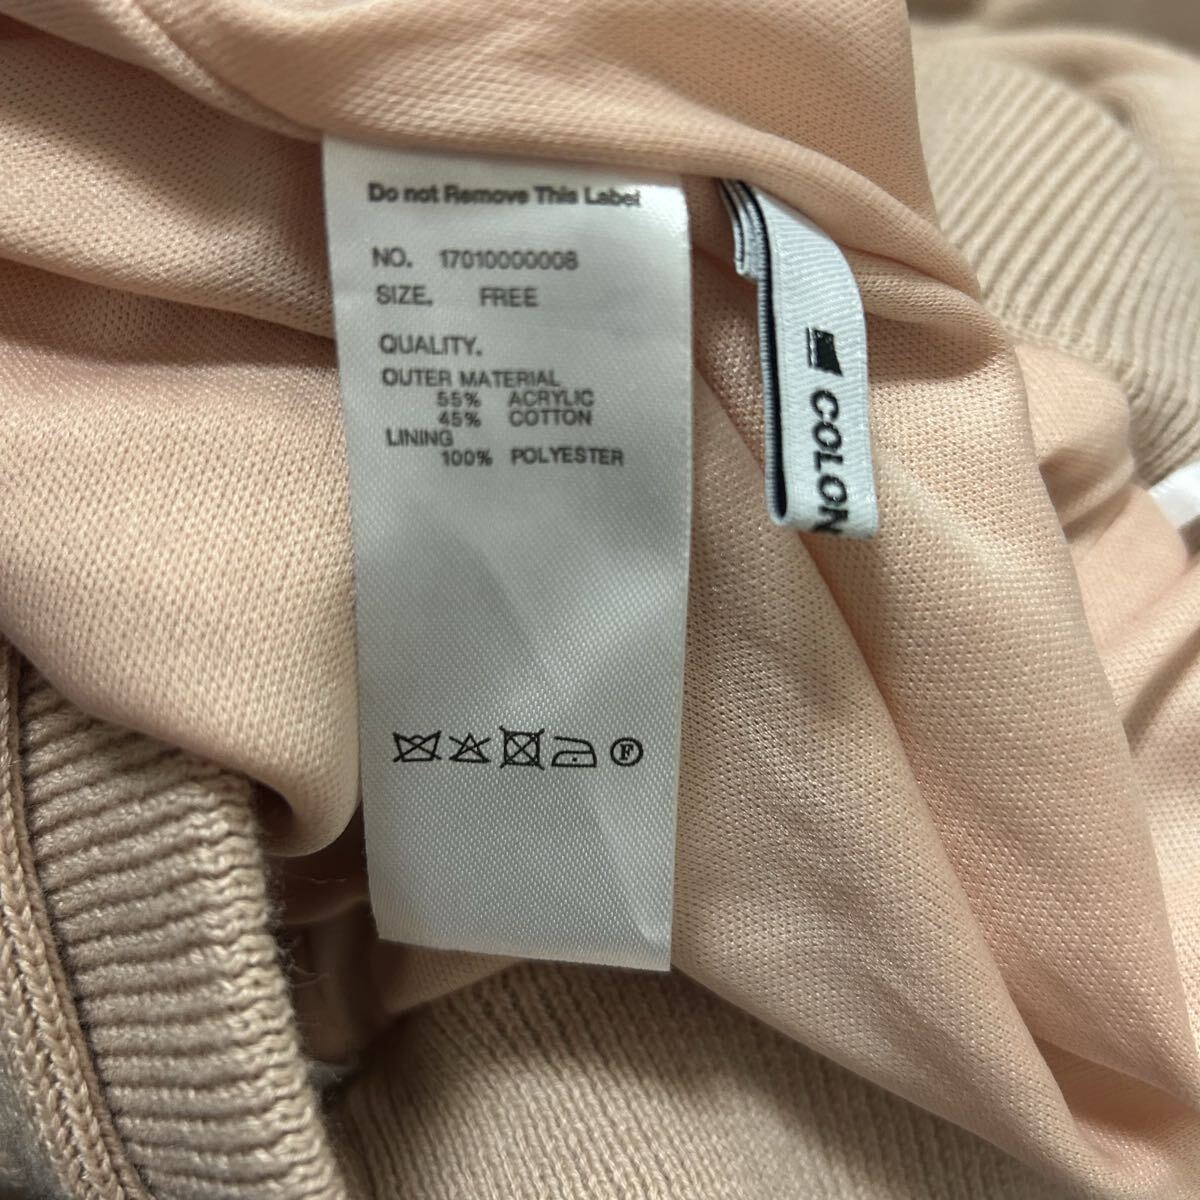 Do not Remove This Label
NO. 17010000008
SIZE. FREE
QUALITY.
OUTER MATERIAL
55% ACRYLIC
45% COTTON
LINING
100% POLYESTER
F
COLON